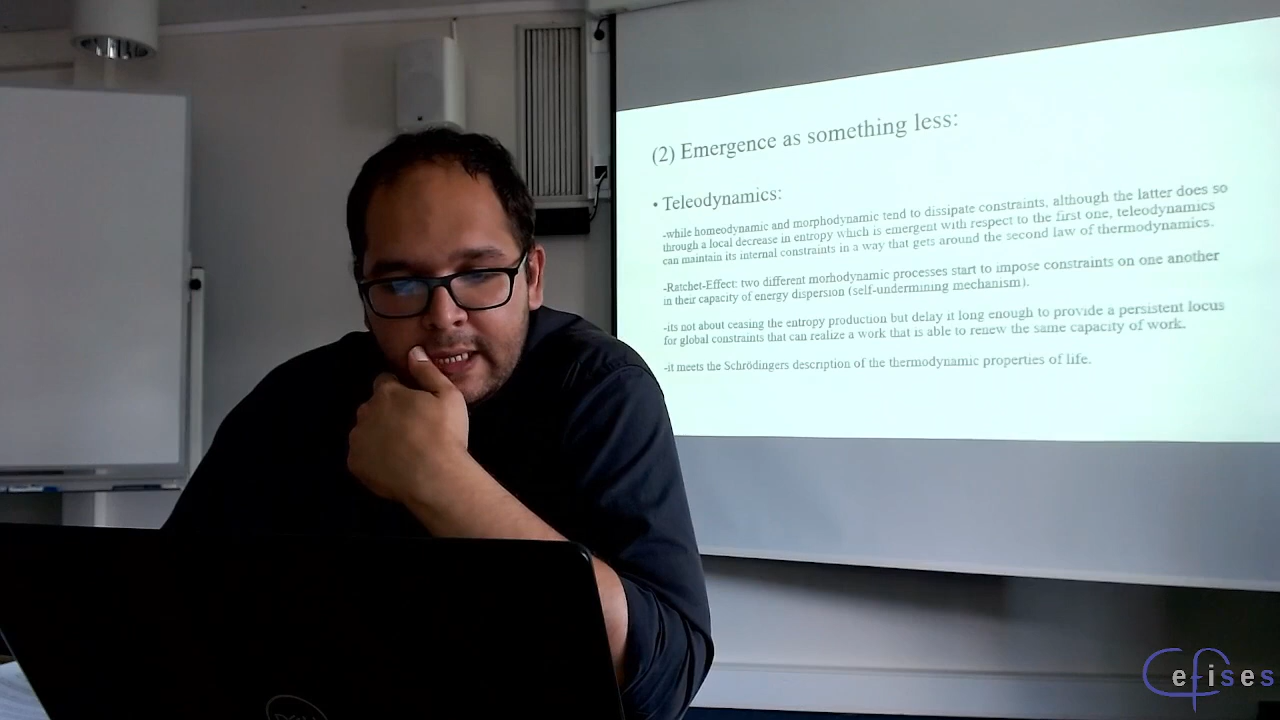 (2) Emergence as something less:
• Teleodynamics:
-while homeodynamic and morphodynamic tend to dissipate constraints, although the latter does so
through a local decrease in entropy which is emergent with respect to the first one, teleodynamics
can maintain its internal constraints in a way that gets around the second law of thermodynamics.
-Ratchet-Effect: two different morhodynamic processes start to impose constraints on one another
in their capacity of energy dispersion (self-undermining mechanism).
-its not about ceasing the entropy production but delay it long enough to provide a persistent locus
for global constraints that can realize a work that is able to renew the same capacity of work.
-it meets the Schrödingers description of the thermodynamic properties of life.
DELL
Cefises